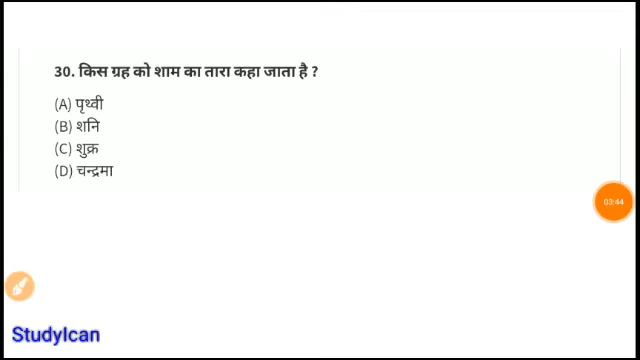 30. किस ग्रह को शाम का तारा कहा जाता है ?
(A) पृथ्वी
(B) शनि
(C) शुक्र
(D) चन्द्रमा
03:44
StudyIcan